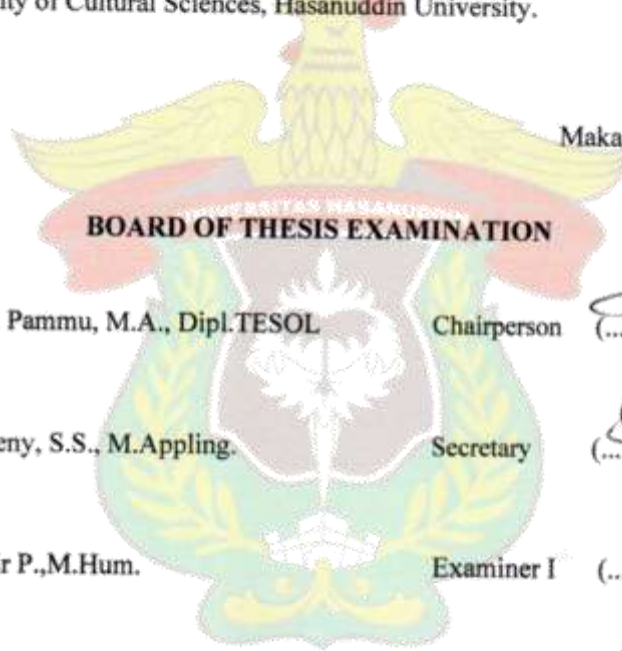 ity of Cultural Sciences, Hasanuddin University.
Maka
UNIVERSITAS HASANUDDIN
BOARD OF THESIS EXAMINATION
Pammu, M.A., Dipl.TESOL Chairperson (...
eny, S.S., M.Appling. Secretary (...
r P.,M.Hum. Examiner I (...